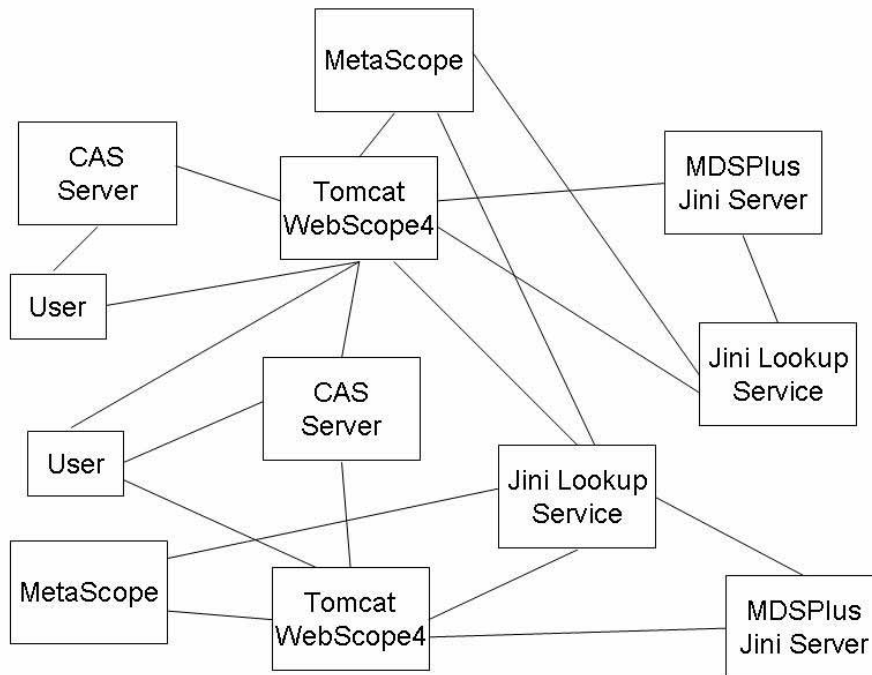 MetaScope
CAS
Server
Tomcat
WebScope4
MDSPlus
Jini Server
User
Jini Lookup
Service
CAS
Server
User
Jini Lookup
Service
MetaScope
Tomcat
WebScope4
MDSPlus
Jini Server